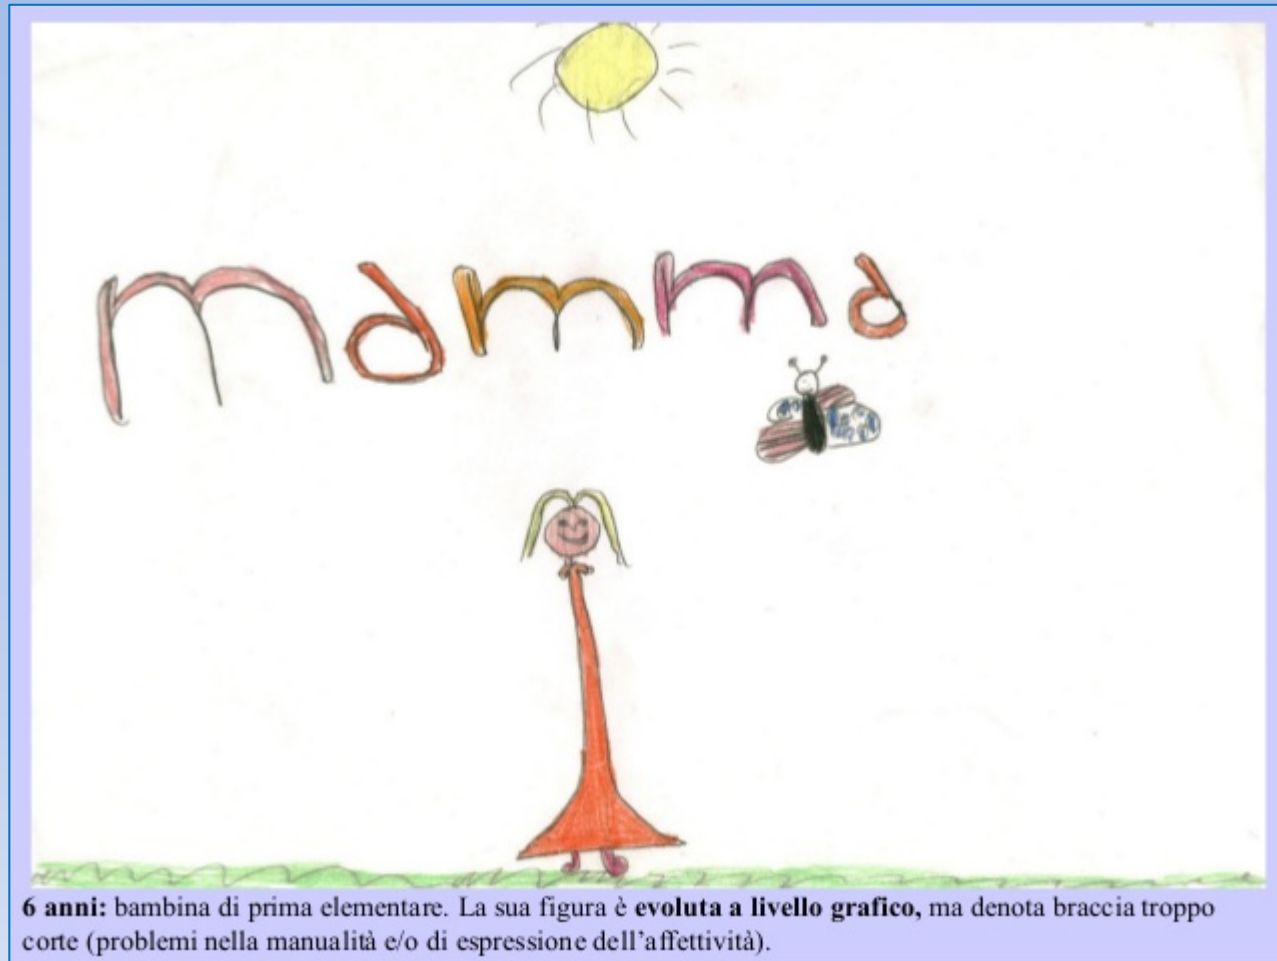 mamma
6 anni: bambina di prima elementare. La sua figura è evoluta a livello grafico, ma denota braccia troppo
corte (problemi nella manualità e/o di espressione dell'affettività).